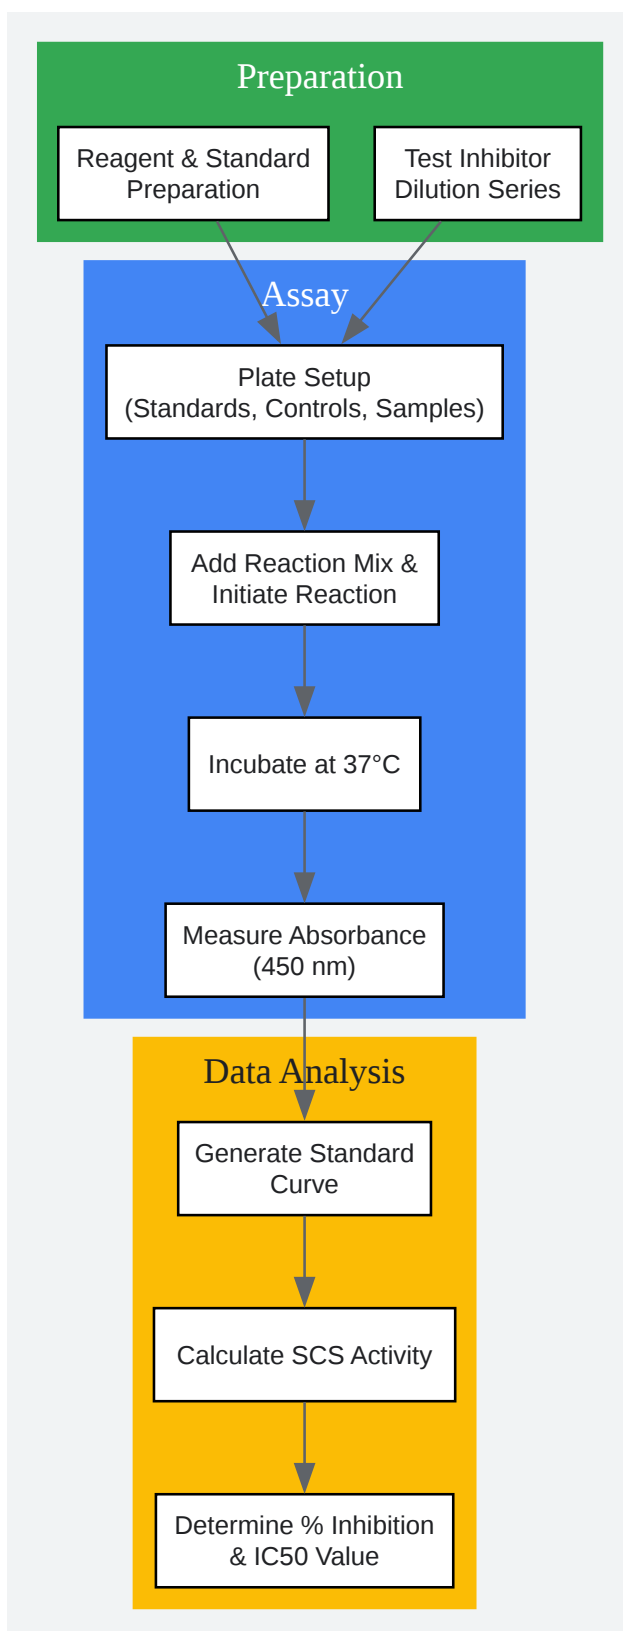 Preparation
Reagent & Standard
Preparation
Test Inhibitor
Dilution Series
Assay
Plate Setup
(Standards, Controls, Samples)
Add Reaction Mix &
Initiate Reaction
Incubate at 37°C
Measure Absorbance
(450 nm)
Data Analysis
Generate Standard
Curve
Calculate SCS Activity
Determine % Inhibition
& IC50 Value